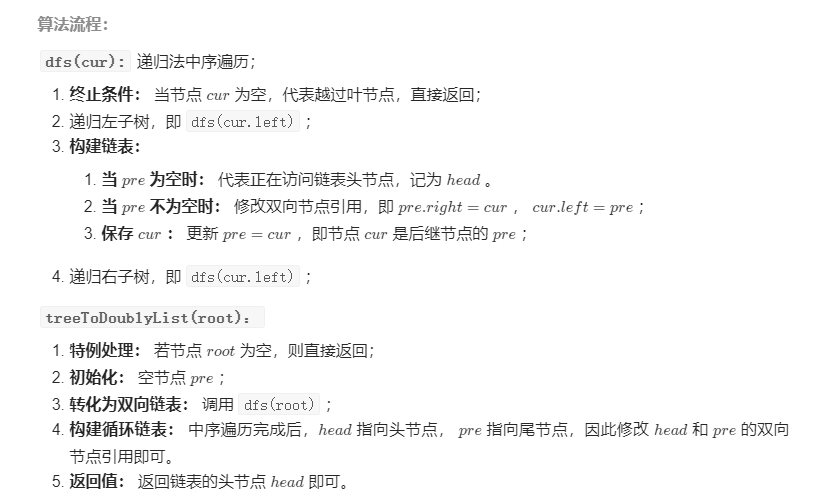 算法流程：
dfs(cur): 递归法中序遍历；
1. 终止条件： 当节点 cur 为空，代表越过叶节点，直接返回；
2. 递归左子树，即 dfs(cur.left) ；
3. 构建链表：
1. 当 pre 为空时： 代表正在访问链表头节点，记为 head 。
2. 当 pre 不为空时： 修改双向节点引用，即 pre.right = cur ， cur.left = pre ；
3. 保存 cur ： 更新 pre = cur ，即节点 cur 是后继节点的 pre ；
4. 递归右子树，即 dfs(cur.left) ；
treeToDoublyList(root)：
1. 特例处理： 若节点 root 为空，则直接返回；
2. 初始化： 空节点 pre ；
3. 转化为双向链表： 调用 dfs(root) ；
4. 构建循环链表： 中序遍历完成后，head 指向头节点， pre 指向尾节点，因此修改 head 和 pre 的双向
节点引用即可。
5. 返回值： 返回链表的头节点 head 即可。